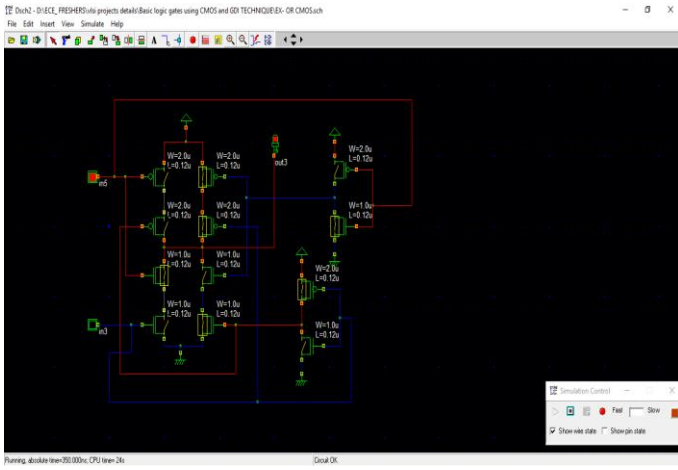 Dsch2 - D:\ECE_FRESHERS\vlsi projects details\Basic logic gates using CMOS and GDI TECHNIQUE\EX- OR CMOS.sch
File Edit Insert View Simulate Help
W=2.0u
L=0.12u
W=2.0u
L=0.12u
out3
W=2.0u
L=0.12u
in5
W=2.0u
L=0.12u
W=2.0u
L=0.12u
W=1.0u
L=0.12u
W=1.0u
L=0.12u
W=1.0u
L=0.12u
W=2.0u
L=0.12u
in3
W=1.0u
L=0.12u
W=1.0u
L=0.12u
W=1.0u
L=0.12u
Simulation Control
Fast Slow
Show wire state Show pin state
Running, absolute time=350.000ns; CPU time= 24s
Circuit OK